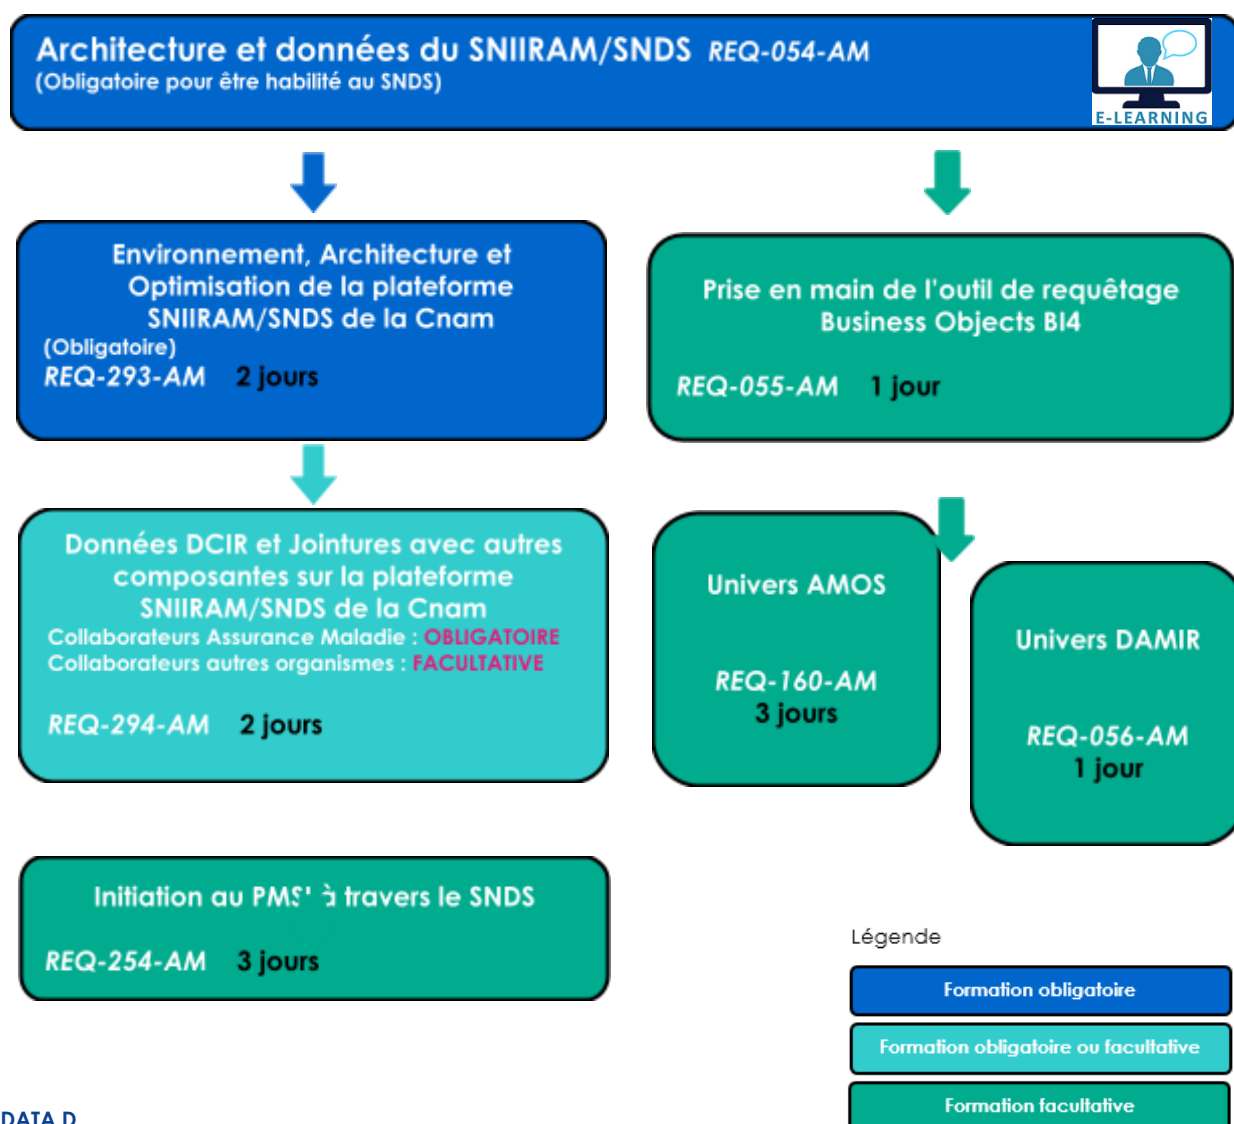 Architecture et données du SNIIRAM/SNDS REQ-054-AM
(Obligatoire pour être habilité au SNDS)
E-LEARNING
Environnement, Architecture et
Optimisation de la plateforme
SNIIRAM/SNDS de la Cnam
(Obligatoire)
REQ-293-AM 2 jours
Prise en main de l'outil de requêtage
Business Objects BI4
REQ-055-AM 1 jour
Données DCIR et Jointures avec autres
composantes sur la plateforme
SNIIRAM/SNDS de la Cnam
Collaborateurs Assurance Maladie : OBLIGATOIRE
Collaborateurs autres organismes : FACULTATIVE
REQ-294-AM 2 jours
Univers AMOS
REQ-160-AM
3 jours
Univers DAMIR
REQ-056-AM
1 jour
Initiation au PMSI à travers le SNDS
REQ-254-AM 3 jours
Légende
Formation obligatoire
Formation obligatoire ou facultative
Formation facultative
DATA D